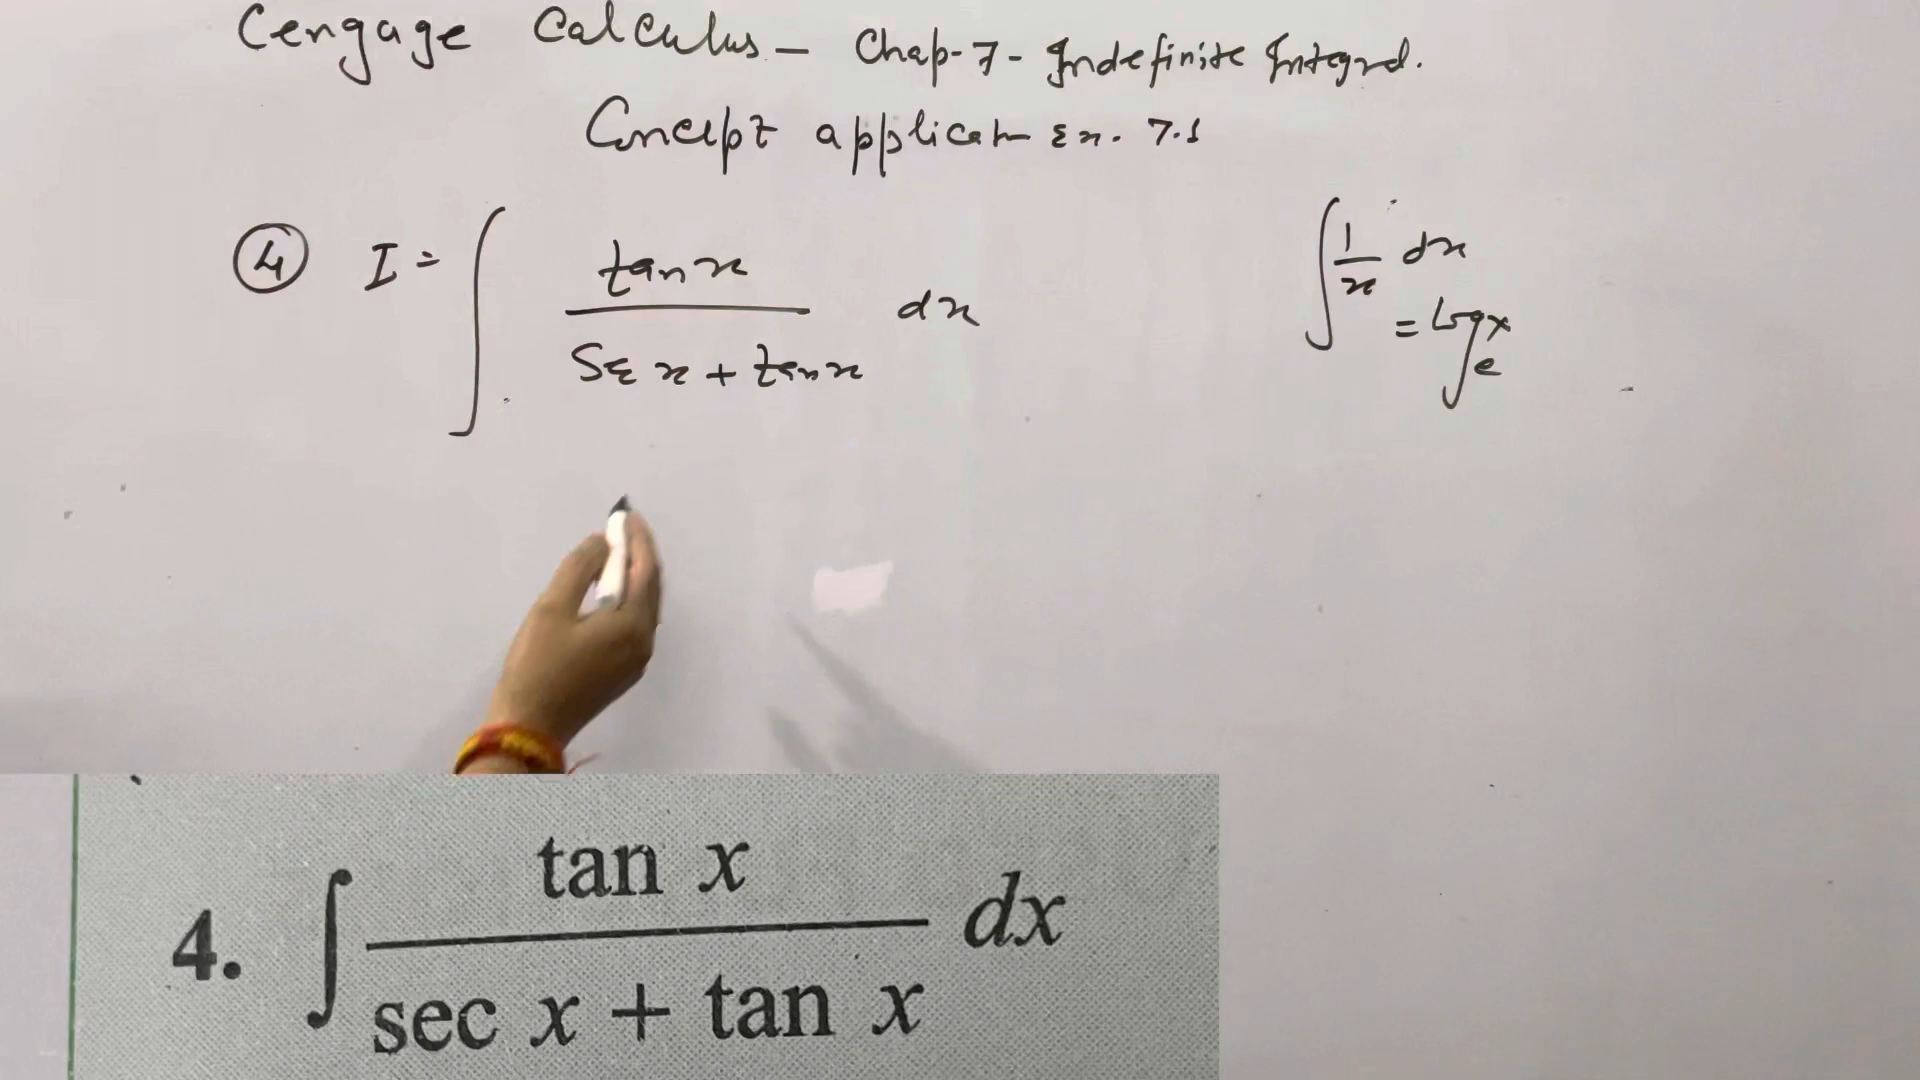 Cengage Calculus - Chap-7- Indefinite Integral.
Concept applicatn Ex. 7.1
4 I = ∫ tan x / sec x + tan x dx
∫ 1/x dx
= log_e x
4. ∫ tan x / sec x + tan x dx